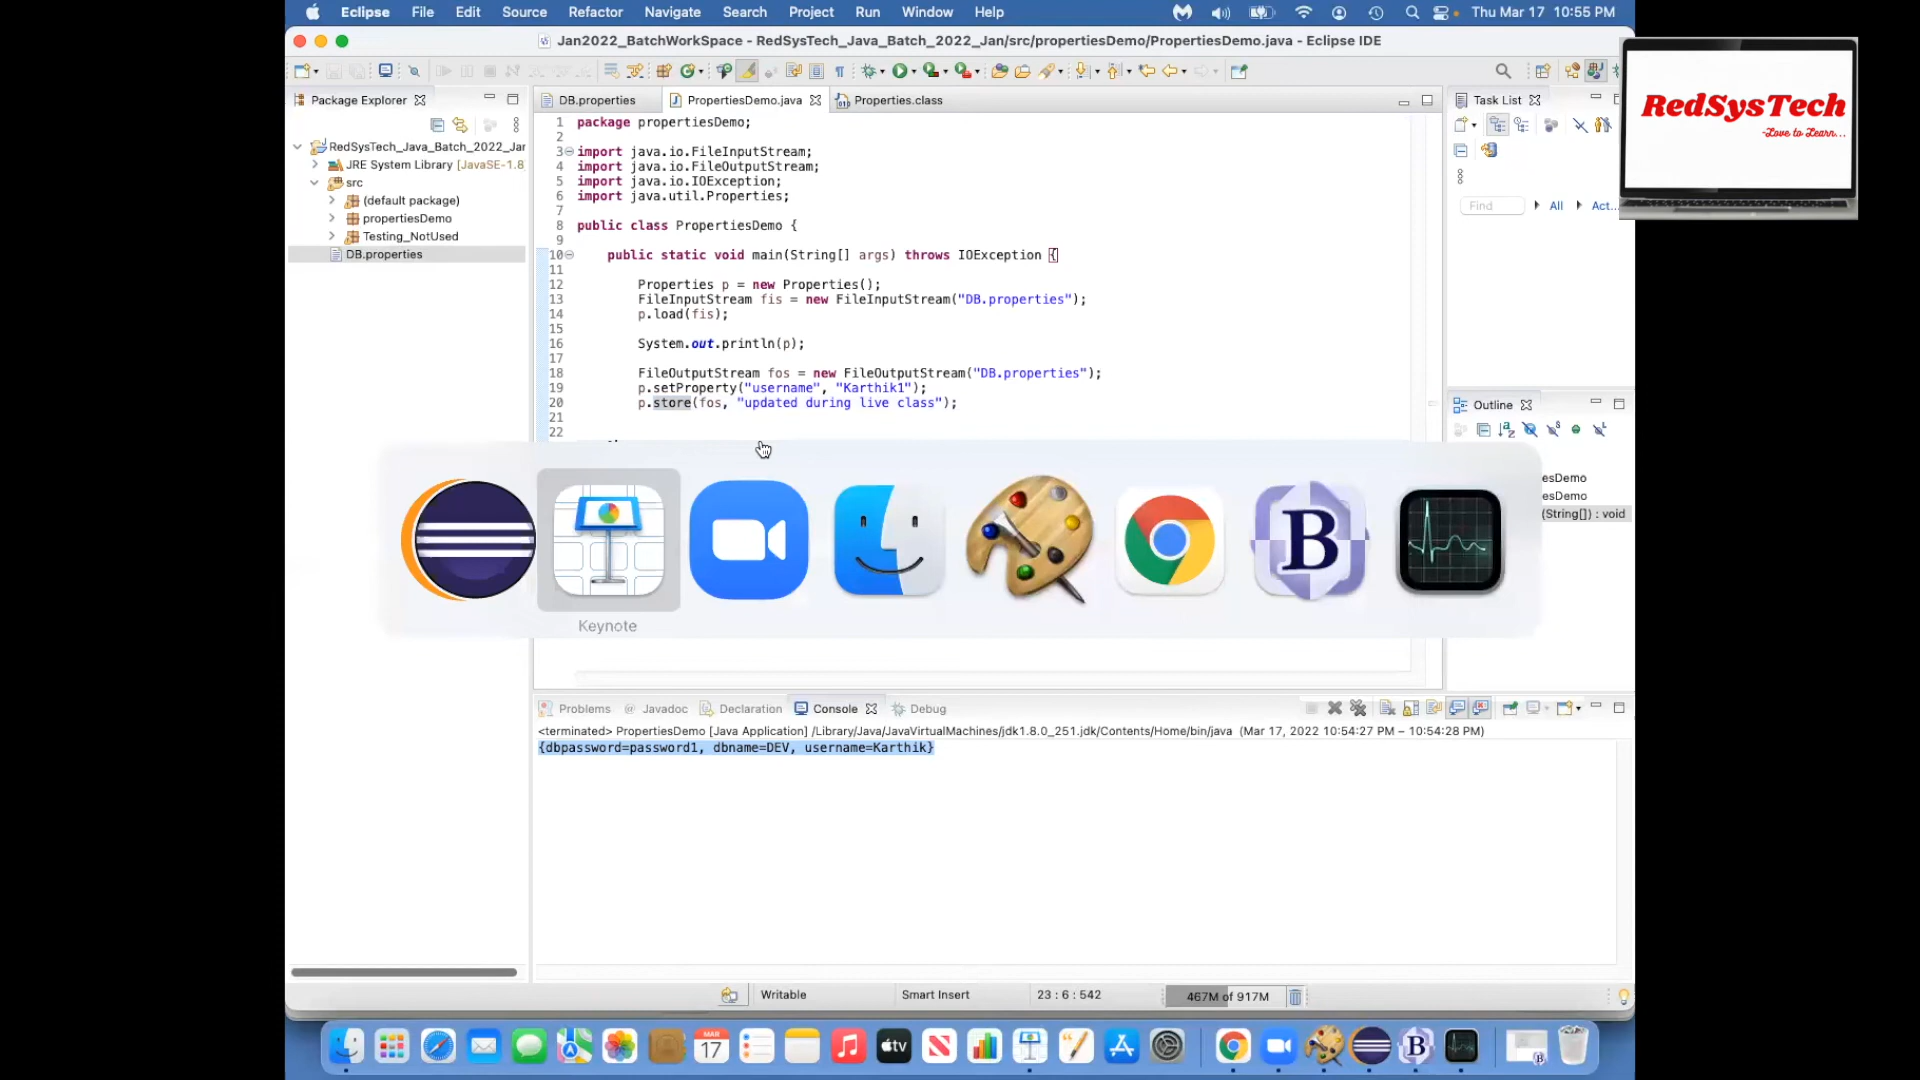 Eclipse File Edit Source Refactor Navigate Search Project Run Window Help Thu Mar 17 10:55 PM
Jan2022_BatchWorkSpace - RedSysTech_Java_Batch_2022_Jan/src/propertiesDemo/PropertiesDemo.java - Eclipse IDE
RedSysTech
-Love to Learn...
Package Explorer
RedSysTech_Java_Batch_2022_Jan
JRE System Library [JavaSE-1.8
src
(default package)
propertiesDemo
Testing_NotUsed
DB.properties
DB.properties PropertiesDemo.java Properties.class
1 package propertiesDemo;
2
3 import java.io.FileInputStream;
4 import java.io.FileOutputStream;
5 import java.io.IOException;
6 import java.util.Properties;
7
8 public class PropertiesDemo {
9
10 public static void main(String[] args) throws IOException {
11
12 Properties p = new Properties();
13 FileInputStream fis = new FileInputStream("DB.properties");
14 p.load(fis);
15
16 System.out.println(p);
17
18 FileOutputStream fos = new FileOutputStream("DB.properties");
19 p.setProperty("username", "Karthik1");
20 p.store(fos, "updated during live class");
21
22
Task List
Find All Act...
Outline
esDemo
esDemo
(String[]) : void
B
Keynote
Problems Javadoc Declaration Console Debug
<terminated> PropertiesDemo [Java Application] /Library/Java/JavaVirtualMachines/jdk1.8.0_251.jdk/Contents/Home/bin/java (Mar 17, 2022 10:54:27 PM – 10:54:28 PM)
{dbpassword=password1, dbname=DEV, username=Karthik}
Writable Smart Insert 23 : 6 : 542 467M of 917M
MAR
17
tv
B